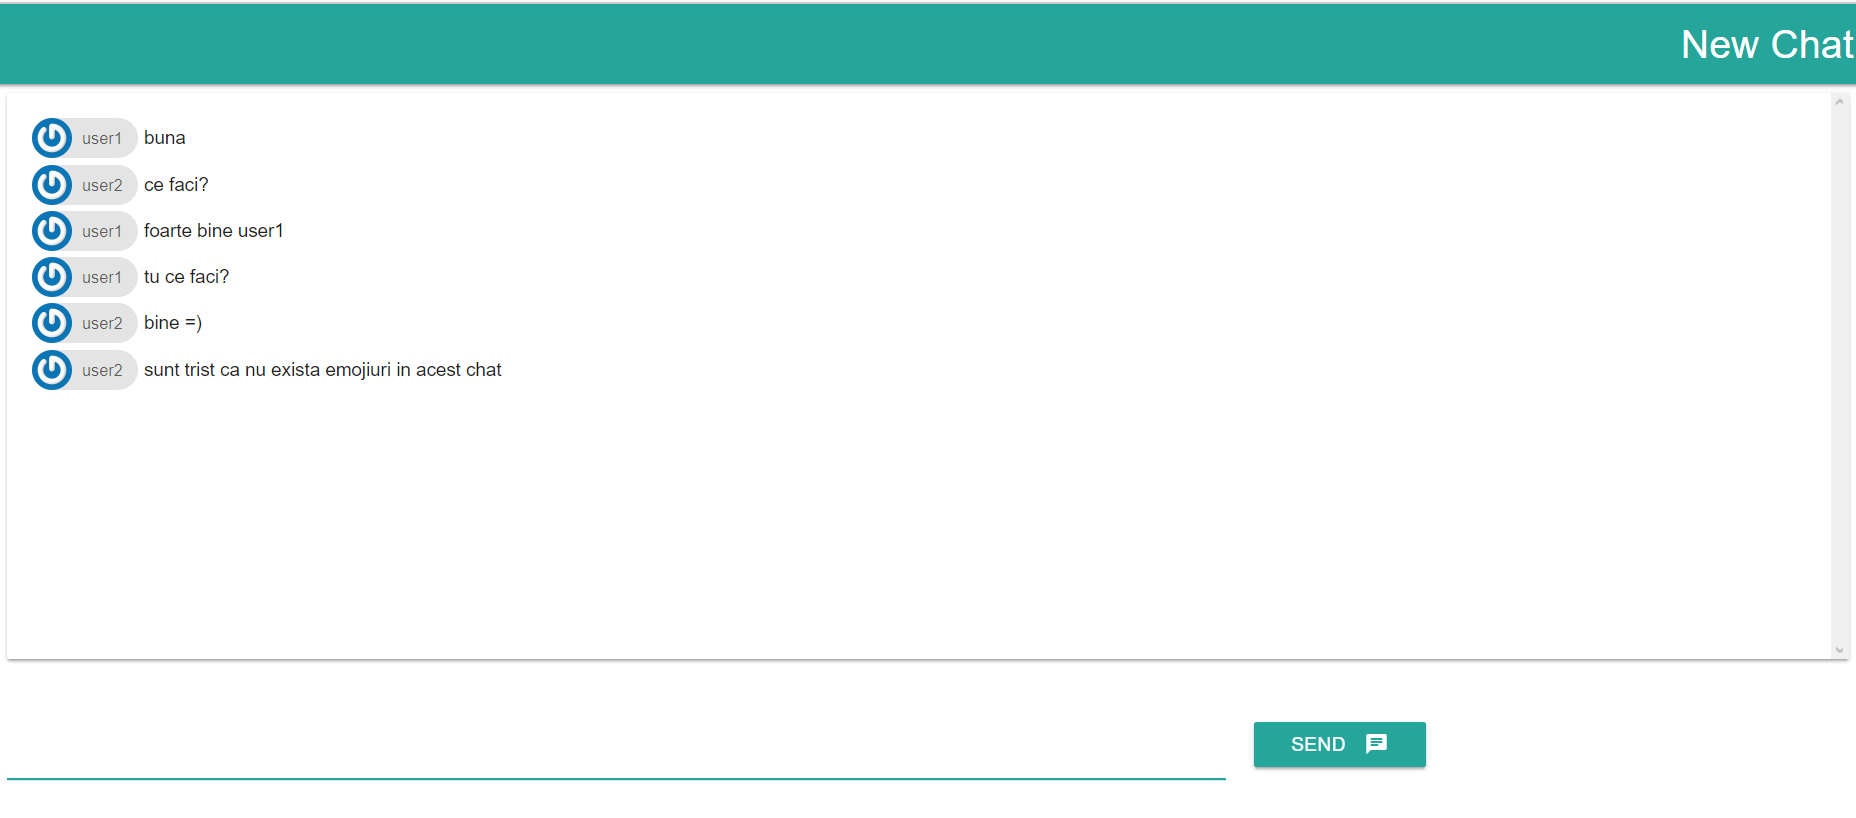 New Chat
user1 buna
user2 ce faci?
user1 foarte bine user1
user1 tu ce faci?
user2 bine =)
user2 sunt trist ca nu exista emojiuri in acest chat
SEND